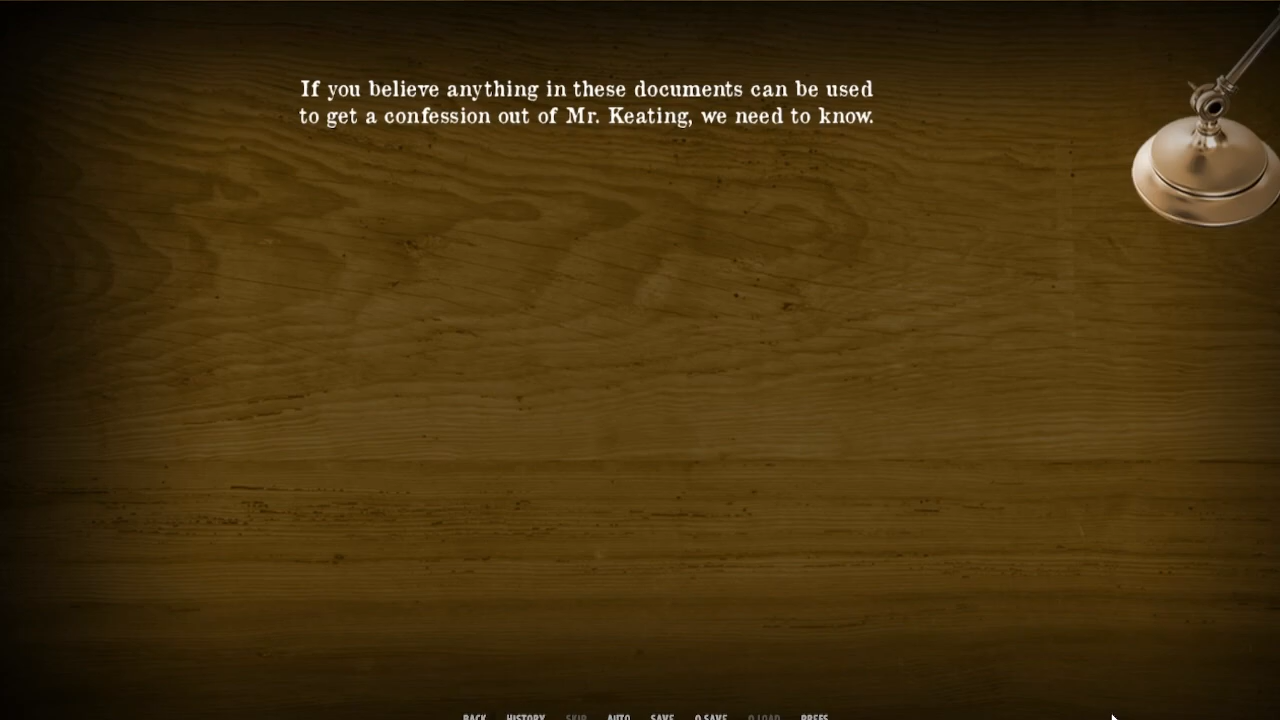 If you believe anything in these documents can be used
to get a confession out of Mr. Keating, we need to know.
BACK HISTORY SKIP AUTO SAVE Q.SAVE Q.LOAD PREFS